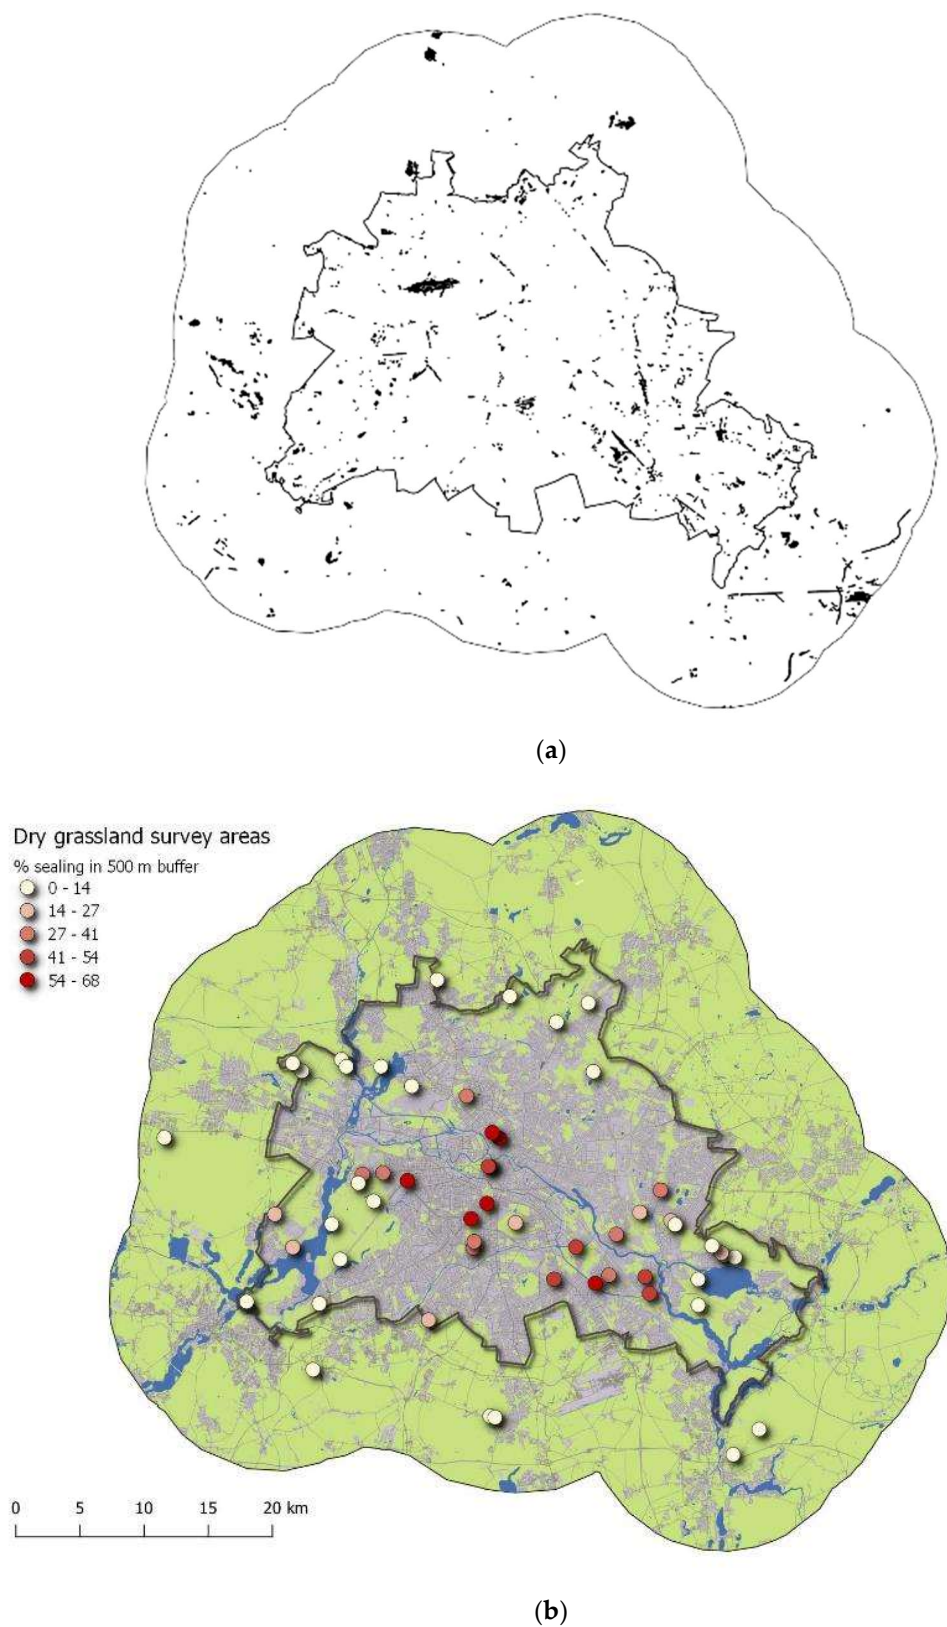 (a)
Dry grassland survey areas
% sealing in 500 m buffer
0 - 14
14 - 27
27 - 41
41 - 54
54 - 68
0 5 10 15 20 km
(b)